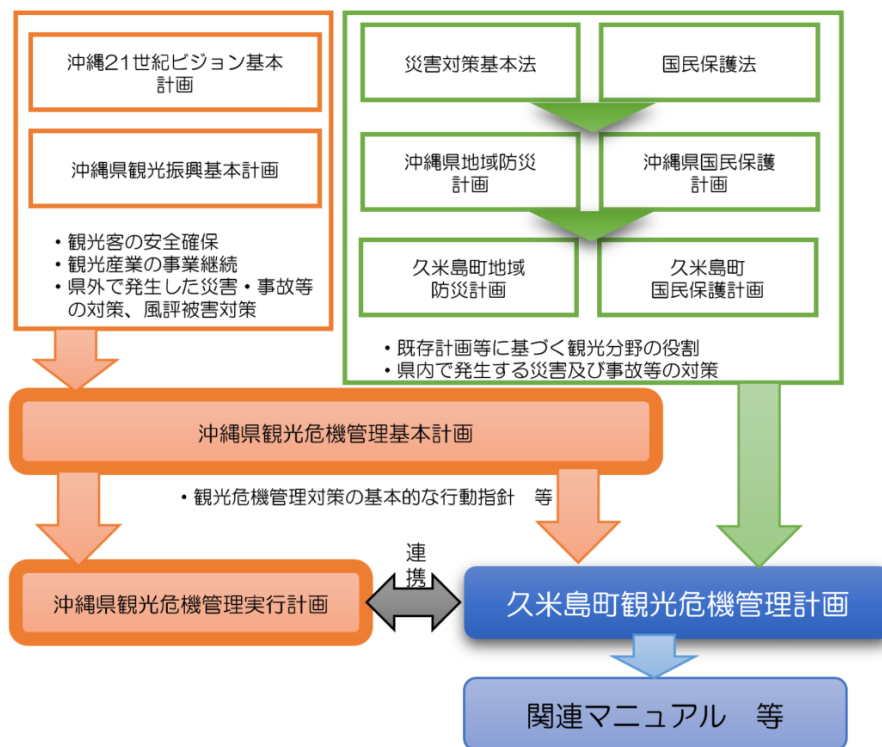 沖縄21世紀ビジョン基本
計画
沖縄県観光振興基本計画
・観光客の安全確保
・観光産業の事業継続
・県外で発生した災害・事故等
の対策、風評被害対策
災害対策基本法
国民保護法
沖縄県地域防災
計画
沖縄県国民保護
計画
久米島町地域
防災計画
久米島町
国民保護計画
・既存計画等に基づく観光分野の役割
・県内で発生する災害及び事故等の対策
沖縄県観光危機管理基本計画
・観光危機管理対策の基本的な行動指針　等
沖縄県観光危機管理実行計画
連
携
久米島町観光危機管理計画
関連マニュアル　等